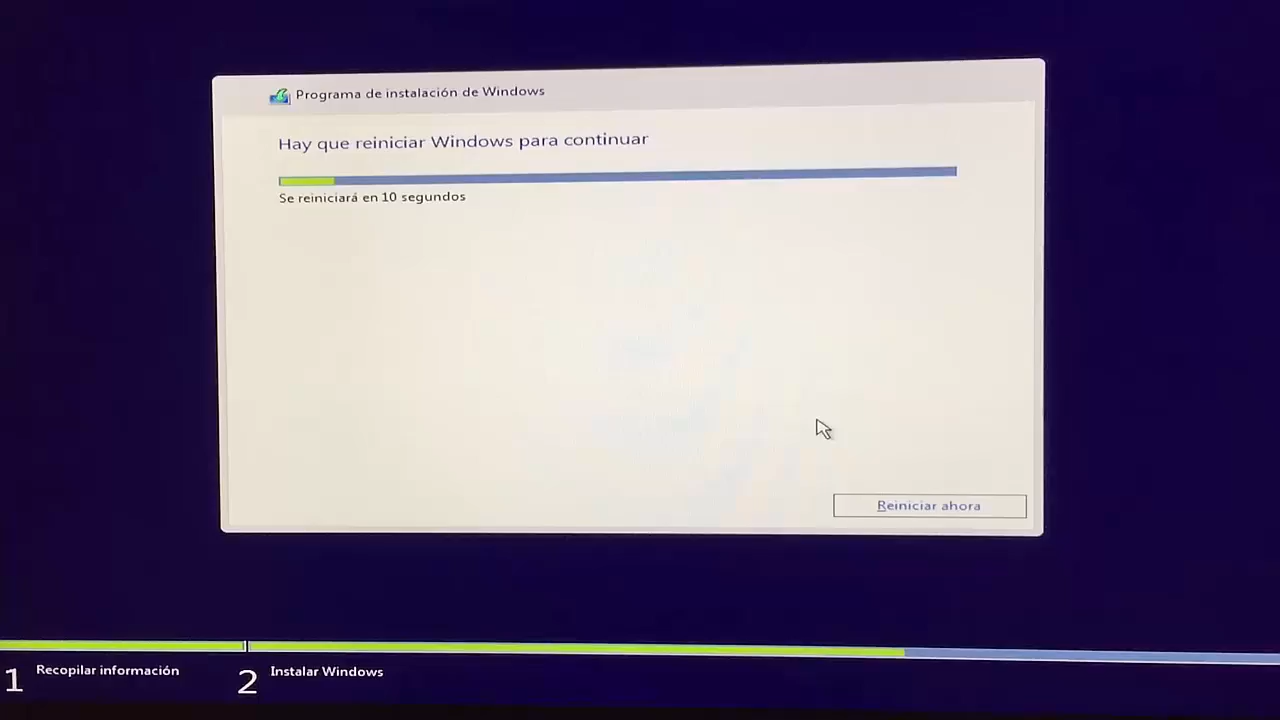 Programa de instalación de Windows
Hay que reiniciar Windows para continuar
Se reiniciará en 10 segundos
Reiniciar ahora
1 Recopilar información
2 Instalar Windows